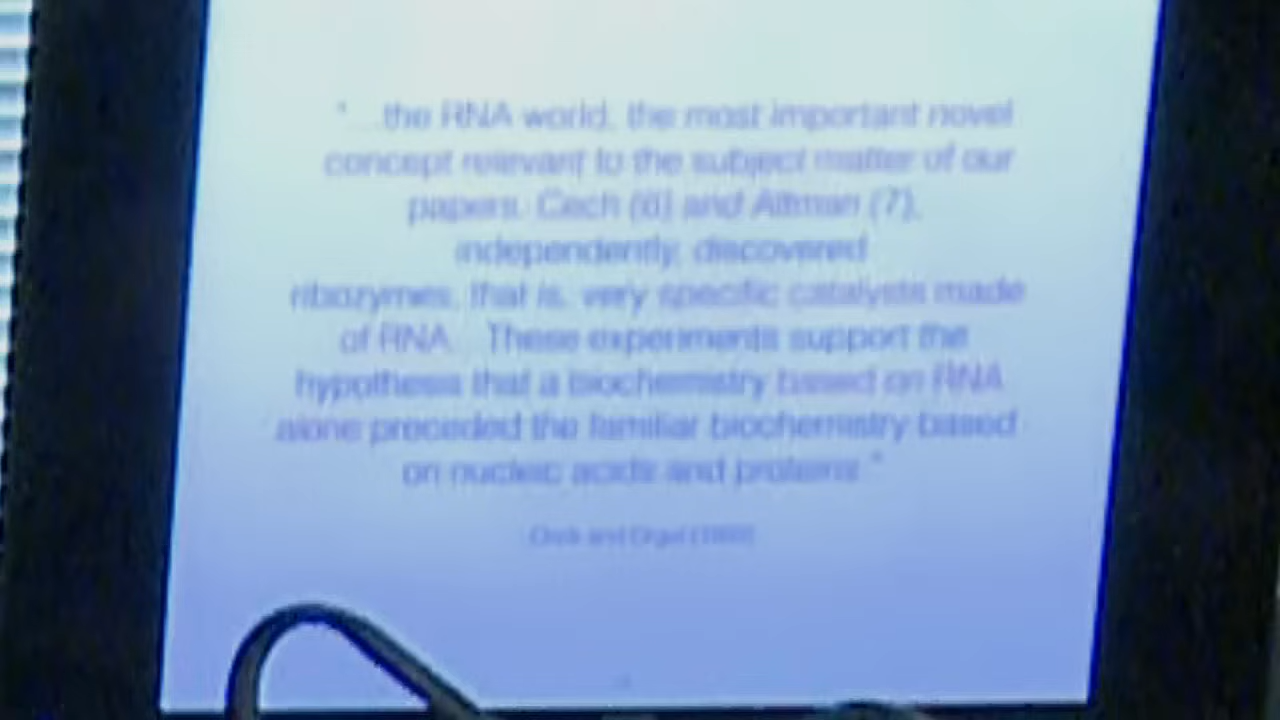 "...the RNA world, the most important novel
concept relevant to the subject matter of our
papers. Cech (6) and Altman (7),
independently, discovered
ribozymes, that is, very specific catalysts made
of RNA... These experiments support the
hypothesis that a biochemistry based on RNA
alone preceded the familiar biochemistry based
on nucleic acids and proteins."
Crick and Orgel